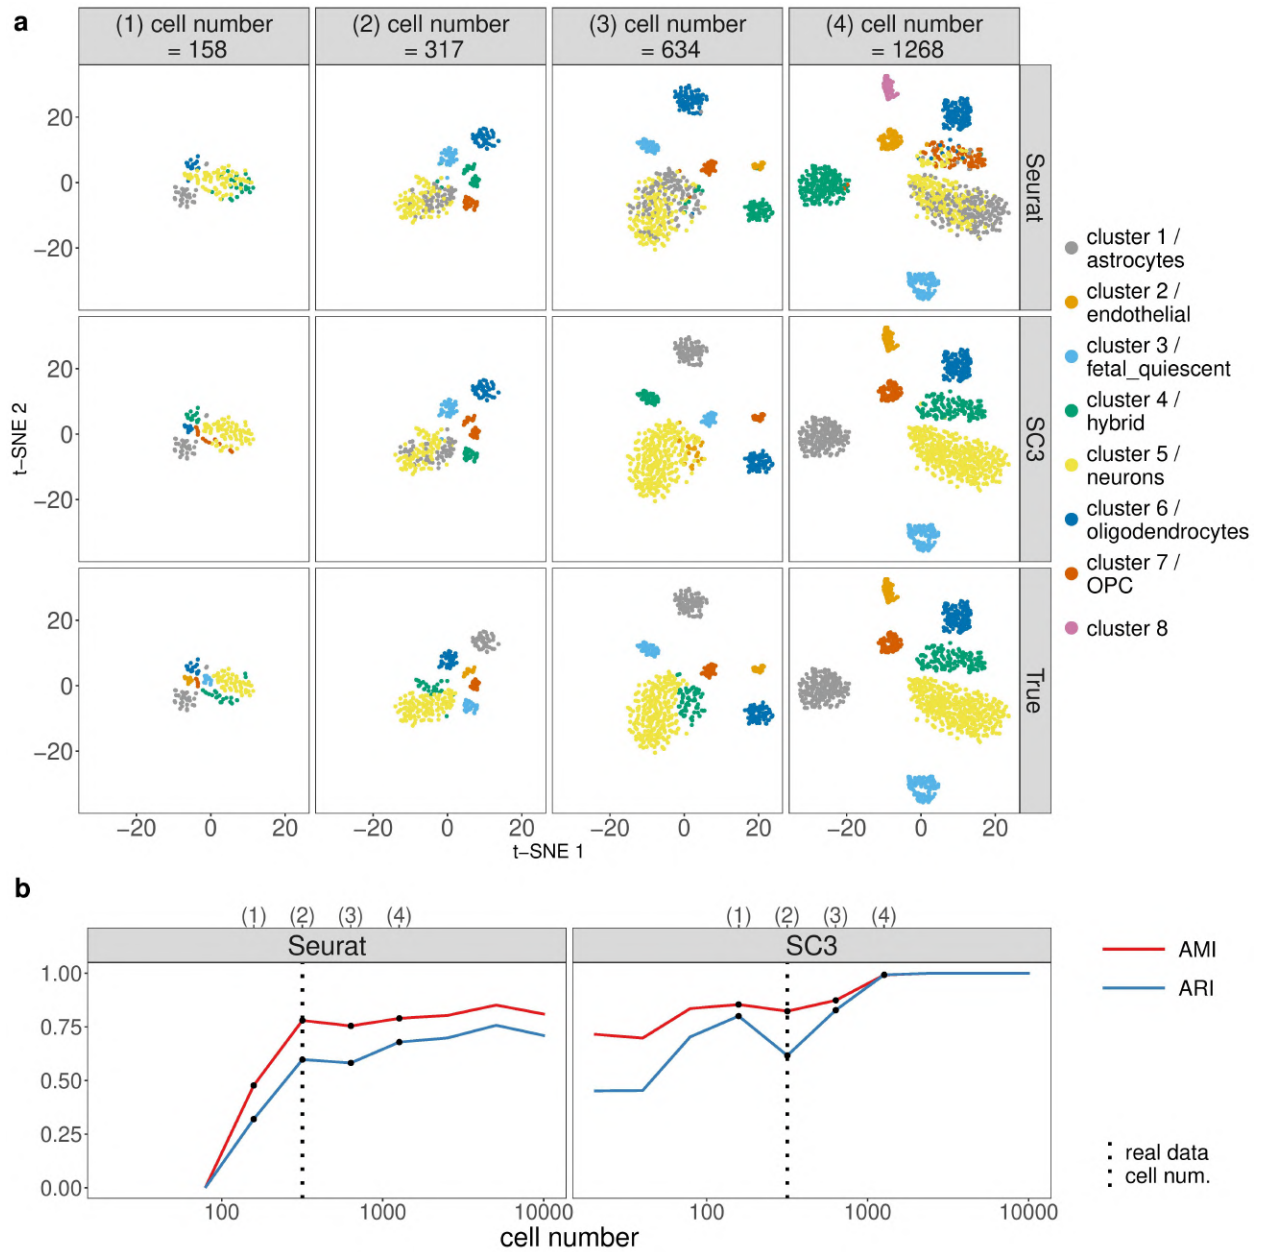 a
(1) cell number
= 158
(2) cell number
= 317
(3) cell number
= 634
(4) cell number
= 1268
20
0
−20
Seurat
20
0
−20
SC3
20
0
−20
True
t−SNE 2
−20 0 20
−20 0 20
−20 0 20
−20 0 20
t−SNE 1
cluster 1 /
astrocytes
cluster 2 /
endothelial
cluster 3 /
fetal_quiescent
cluster 4 /
hybrid
cluster 5 /
neurons
cluster 6 /
oligodendrocytes
cluster 7 /
OPC
cluster 8
b
(1) (2) (3) (4)
Seurat
(1) (2) (3) (4)
SC3
1.00
0.75
0.50
0.25
0.00
100 1000 10000
100 1000 10000
cell number
AMI
ARI
real data
cell num.